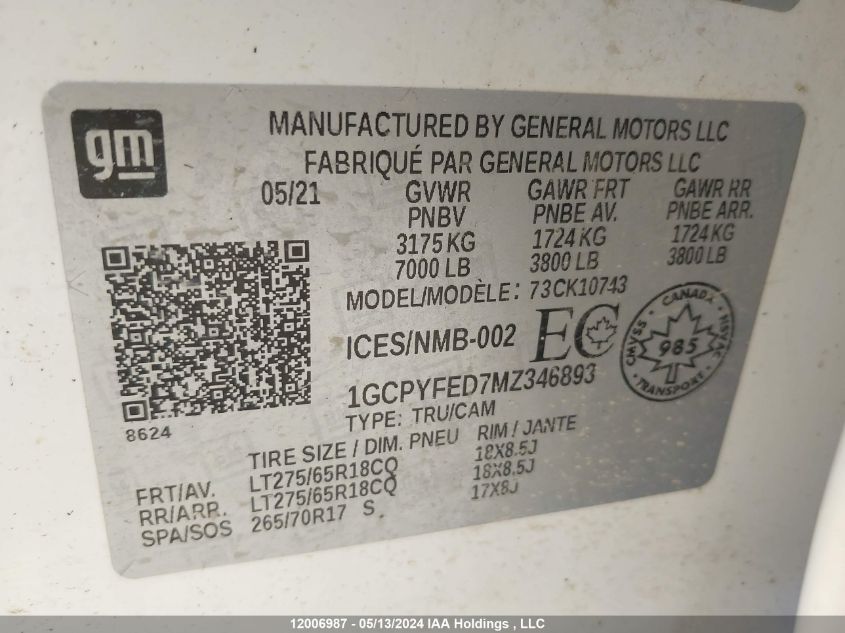 gm
MANUFACTURED BY GENERAL MOTORS LLC
FABRIQUÉ PAR GENERAL MOTORS LLC
05/21 GVWR GAWR FRT GAWR RR
PNBV PNBE AV. PNBE ARR.
3175 KG 1724 KG 1724 KG
7000 LB 3800 LB 3800 LB
MODEL/MODÈLE: 73CK10743
ICES/NMB-002 EC
CANADA
CMVSS 985 NSVAC
1GCPYFED7MZ346893
TYPE: TRU/CAM
8624
TIRE SIZE / DIM. PNEU RIM / JANTE
FRT/AV. LT275/65R18CQ 18X8.5J
RR/ARR. LT275/65R18CQ 18X8.5J
SPA/SOS 265/70R17 S 17X8J
12006987 - 05/13/2024 IAA Holdings , LLC